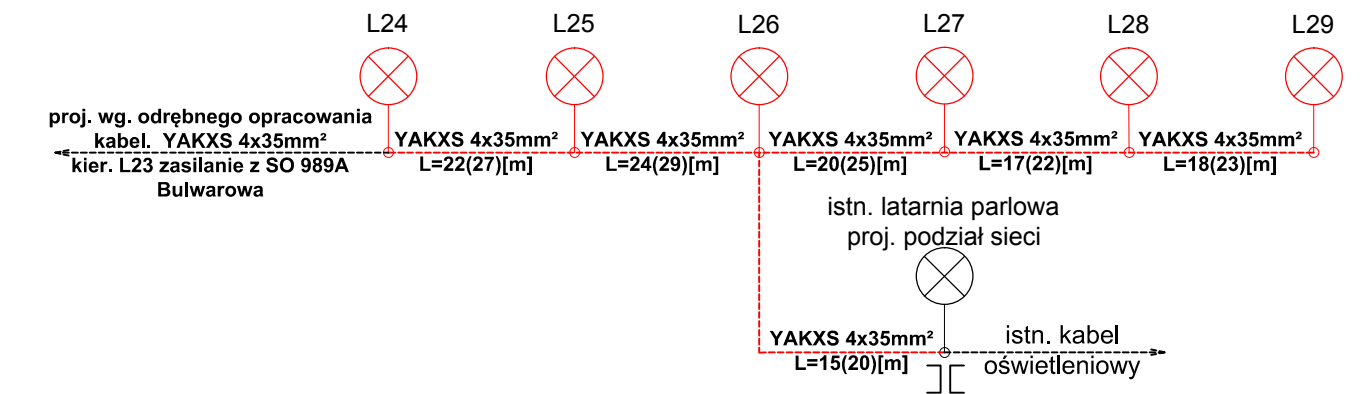 L24
L25
L26
L27
L28
L29
proj. wg. odrębnego opracowania
kabel. YAKXS 4x35mm²
kier. L23 zasilanie z SO 989A
Bulwarowa
YAKXS 4x35mm²
L=22(27)[m]
YAKXS 4x35mm²
L=24(29)[m]
YAKXS 4x35mm²
L=20(25)[m]
YAKXS 4x35mm²
L=17(22)[m]
YAKXS 4x35mm²
L=18(23)[m]
istn. latarnia parlowa
proj. podział sieci
YAKXS 4x35mm²
L=15(20)[m]
istn. kabel
oświetleniowy